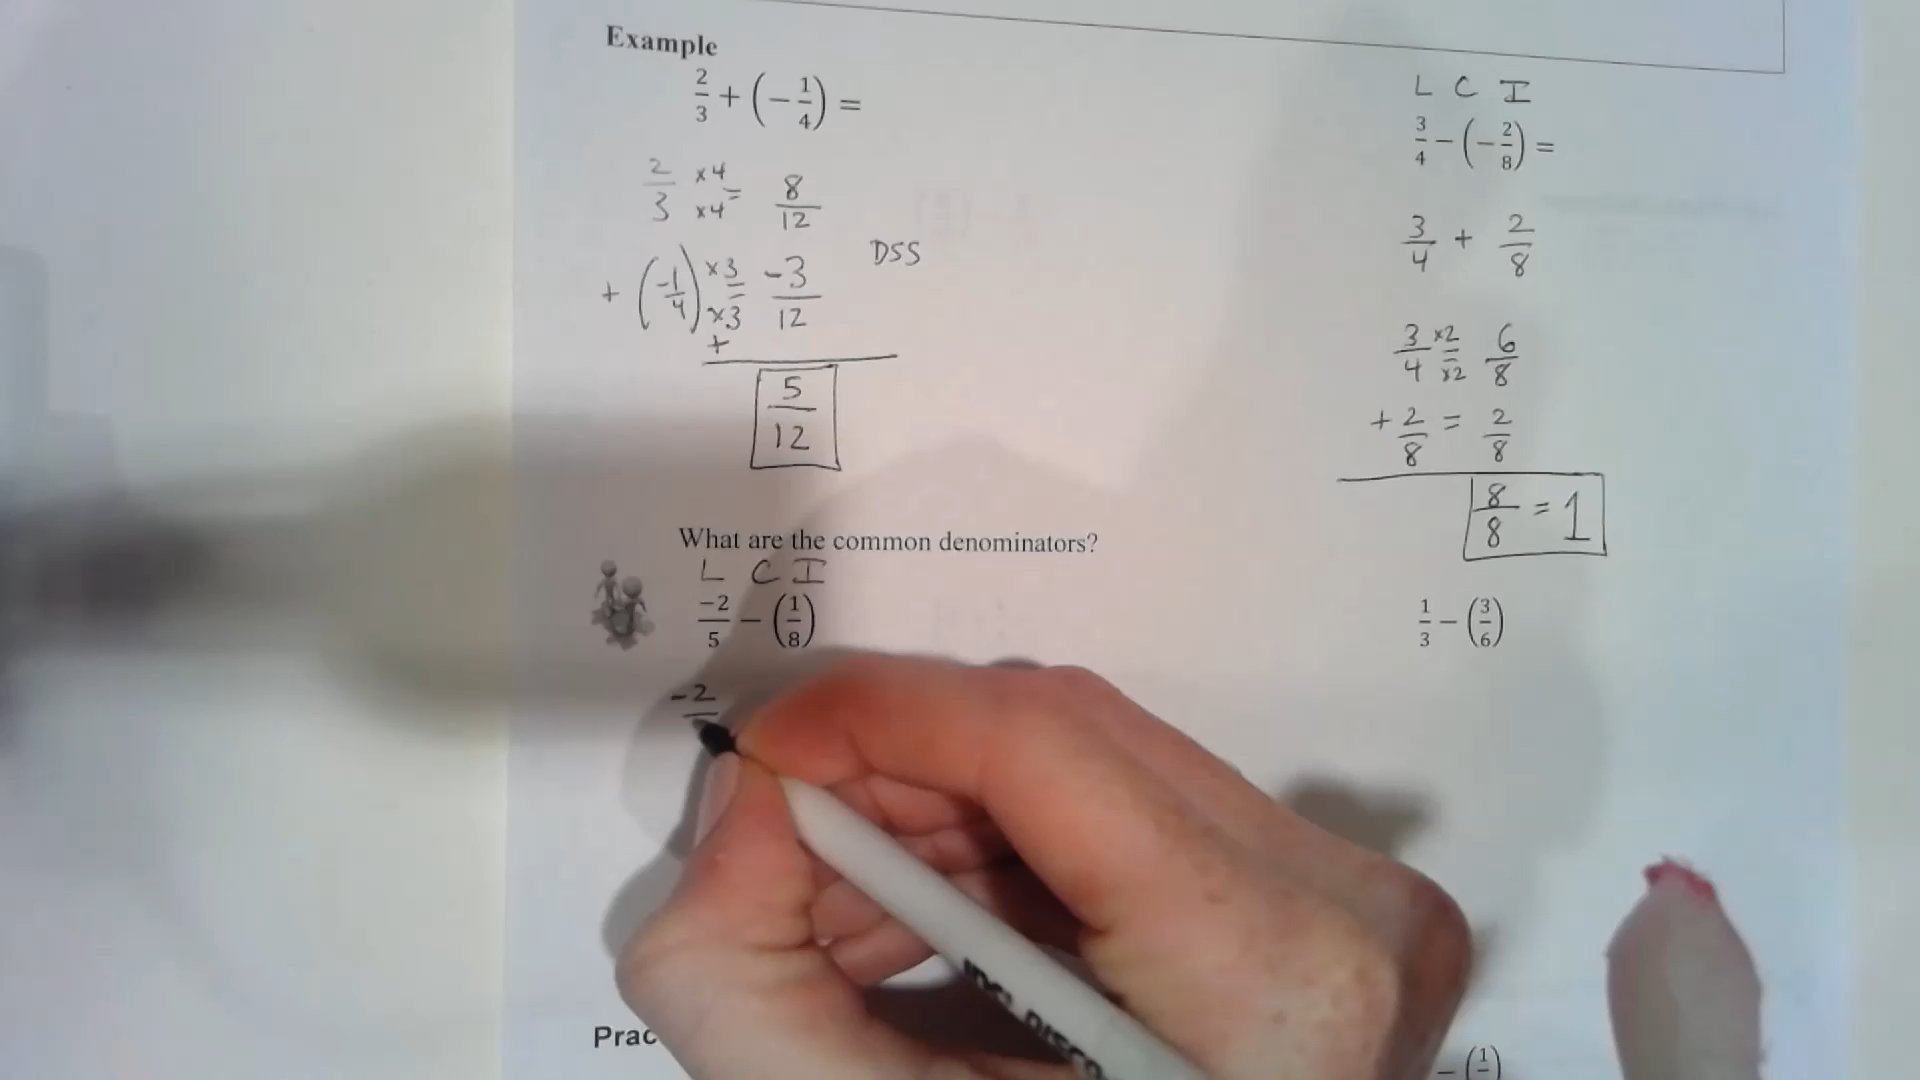 Example
2/3 + (-1/4) =
2/3 ×4/×4 = 8/12
+ (-1/4) ×3/×3 = -3/12 DSS
+
5/12
L C I
3/4 - (-2/8) =
3/4 + 2/8
3/4 ×2/×2 = 6/8
+ 2/8 = 2/8
8/8 = 1
What are the common denominators?
L C I
-2/5 - (1/8)
-2
1/3 - (3/6)
Prac